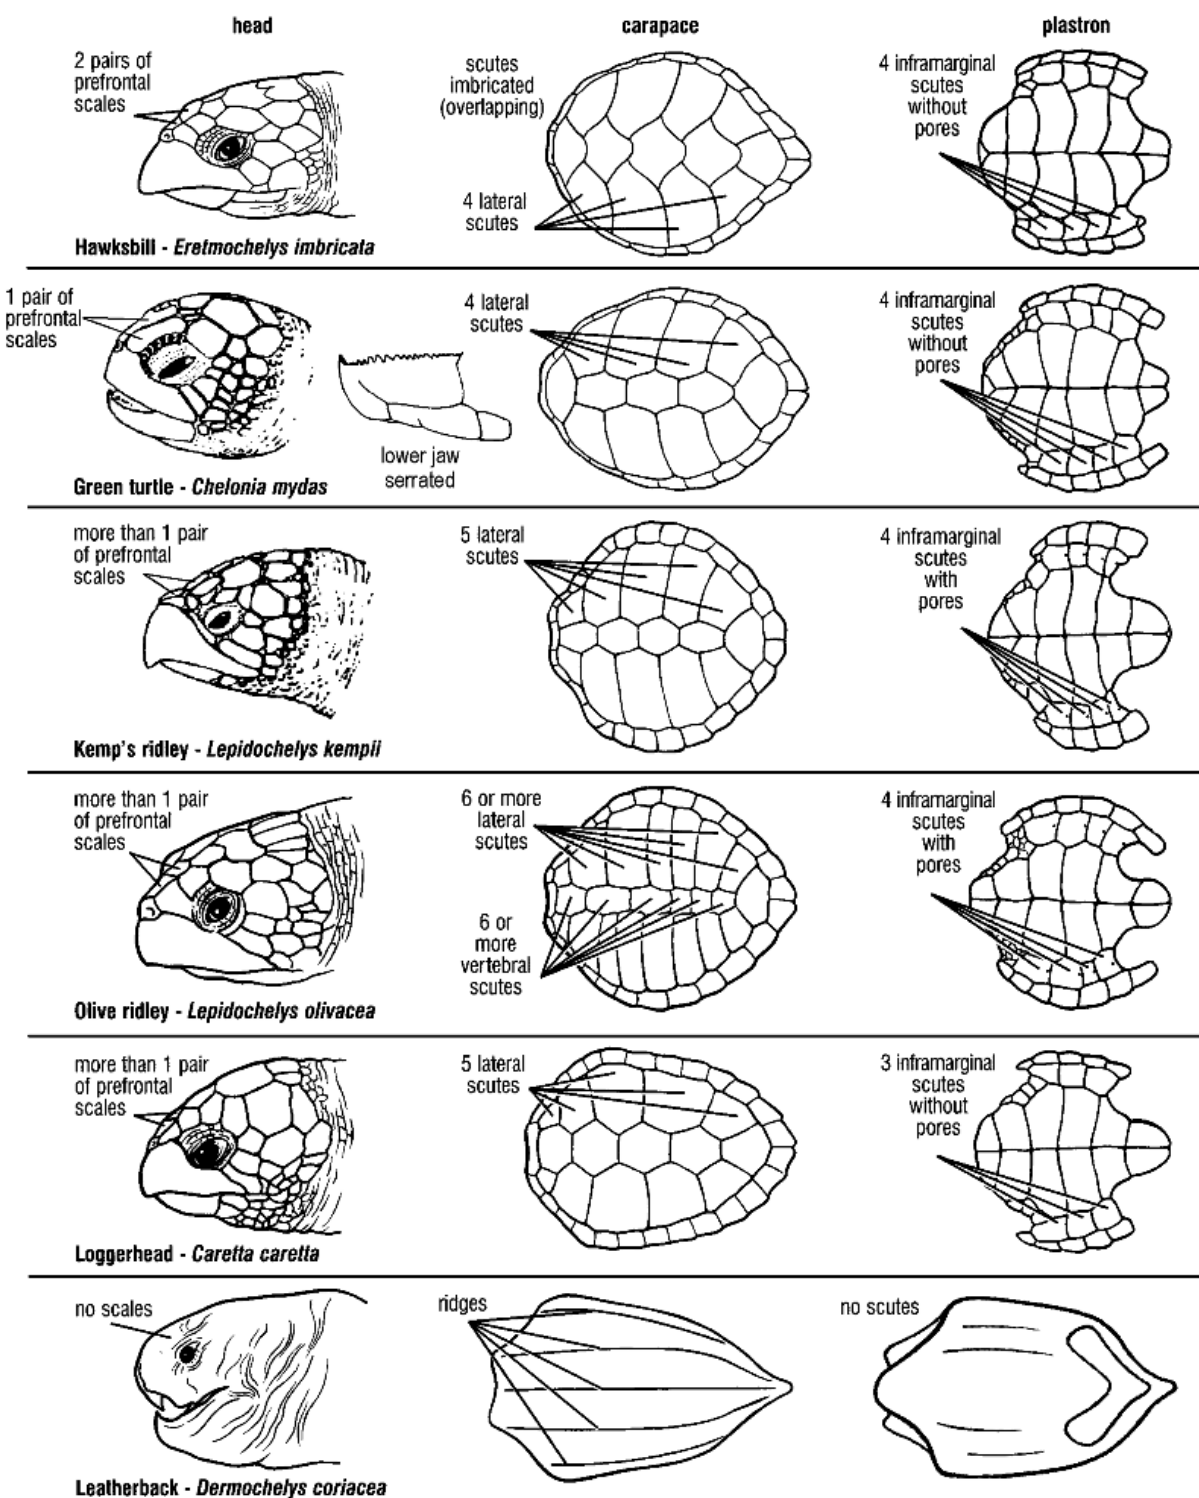 head
carapace
plastron
2 pairs of
prefrontal
scales
scutes
imbricated
(overlapping)
4 lateral
scutes
4 inframarginal
scutes
without
pores
Hawksbill - Eretmochelys imbricata
1 pair of
prefrontal
scales
lower jaw
serrated
4 lateral
scutes
4 inframarginal
scutes
without
pores
Green turtle - Chelonia mydas
more than 1 pair
of prefrontal
scales
5 lateral
scutes
4 inframarginal
scutes
with
pores
Kemp's ridley - Lepidochelys kempii
more than 1 pair
of prefrontal
scales
6 or more
lateral
scutes
6 or
more
vertebral
scutes
4 inframarginal
scutes
with
pores
Olive ridley - Lepidochelys olivacea
more than 1 pair
of prefrontal
scales
5 lateral
scutes
3 inframarginal
scutes
without
pores
Loggerhead - Caretta caretta
no scales
ridges
no scutes
Leatherback - Dermochelys coriacea